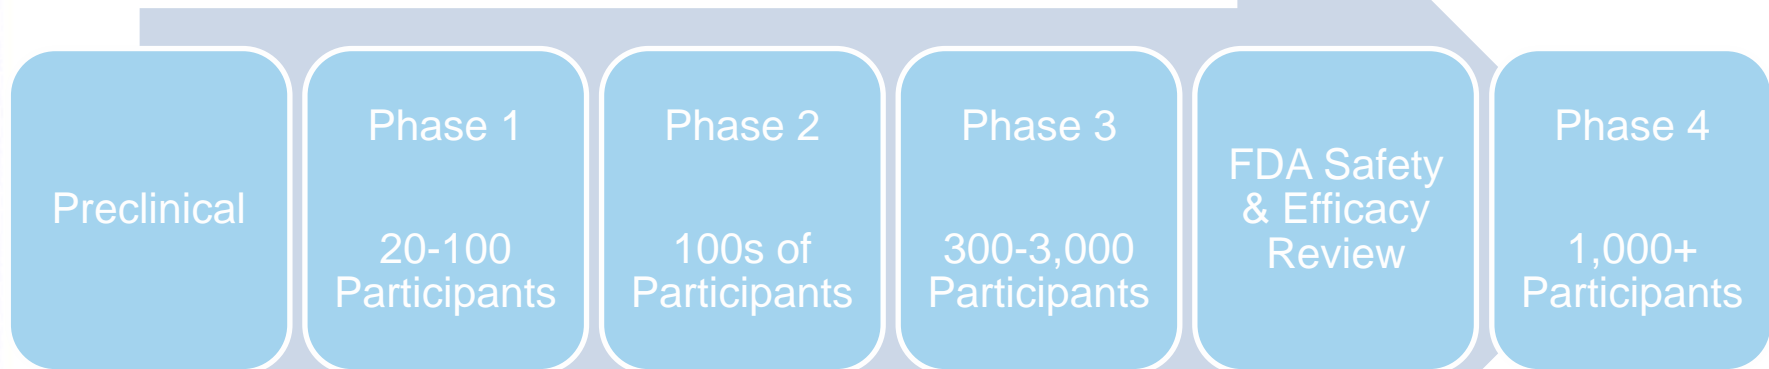 Preclinical
Phase 1
20-100
Participants
Phase 2
100s of
Participants
Phase 3
300-3,000
Participants
FDA Safety
& Efficacy
Review
Phase 4
1,000+
Participants